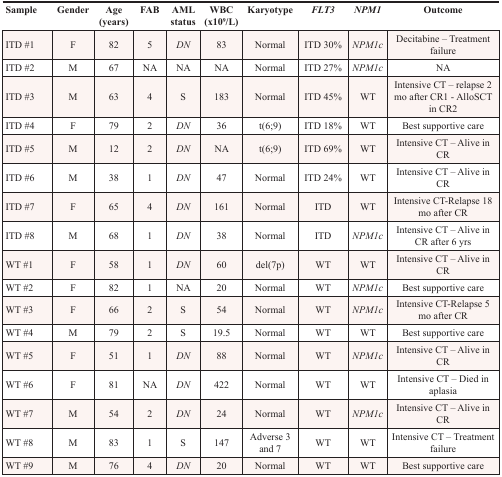 Sample Gender Age (years) FAB AML status WBC (x10⁹/L) Karyotype FLT3 NPM1 Outcome
ITD #1 F 82 5 DN 83 Normal ITD 30% NPM1c Decitabine – Treatment failure
ITD #2 M 67 NA NA NA Normal ITD 27% NPM1c NA
ITD #3 M 63 4 S 183 Normal ITD 45% WT Intensive CT – relapse 2 mo after CR1 - AlloSCT in CR2
ITD #4 F 79 2 DN 36 t(6;9) ITD 18% WT Best supportive care
ITD #5 M 12 2 DN NA t(6;9) ITD 69% WT Intensive CT – Alive in CR
ITD #6 M 38 1 DN 47 Normal ITD 24% WT Intensive CT – Alive in CR
ITD #7 F 65 4 DN 161 Normal ITD WT Intensive CT-Relapse 18 mo after CR
ITD #8 M 68 1 DN 38 Normal ITD NPM1c Intensive CT – Alive in CR after 6 yrs
WT #1 F 58 1 DN 60 del(7p) WT WT Intensive CT – Alive in CR
WT #2 F 82 1 NA 20 Normal WT NPM1c Best supportive care
WT #3 F 66 2 S 54 Normal WT NPM1c Intensive CT-Relapse 5 mo after CR
WT #4 M 79 2 S 19.5 Normal WT WT Best supportive care
WT #5 F 51 1 DN 88 Normal WT NPM1c Intensive CT – Alive in CR
WT #6 F 81 NA DN 422 Normal WT WT Intensive CT – Died in aplasia
WT #7 M 54 2 DN 24 Normal WT NPM1c Intensive CT – Alive in CR
WT #8 M 83 1 S 147 Adverse 3 and 7 WT WT Intensive CT – Treatment failure
WT #9 M 76 4 DN 20 Normal WT WT Best supportive care